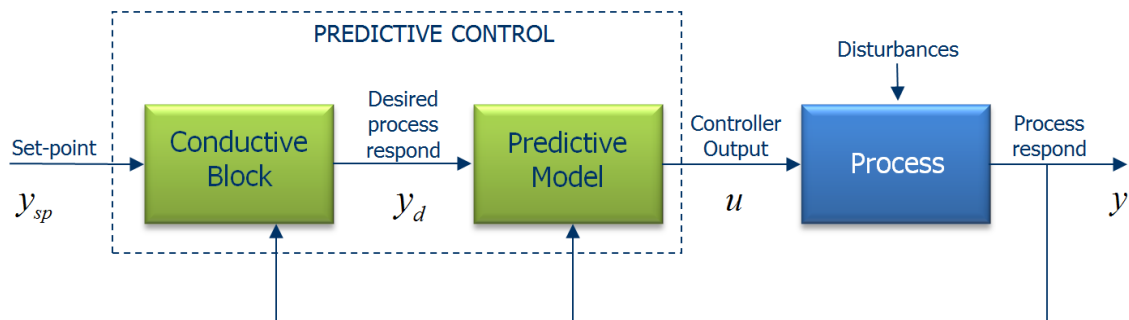 PREDICTIVE CONTROL
Disturbances
Set-point
Conductive
Block
Desired
process
respond
Predictive
Model
Controller
Output
Process
Process
respond
y_sp
y_d
u
y